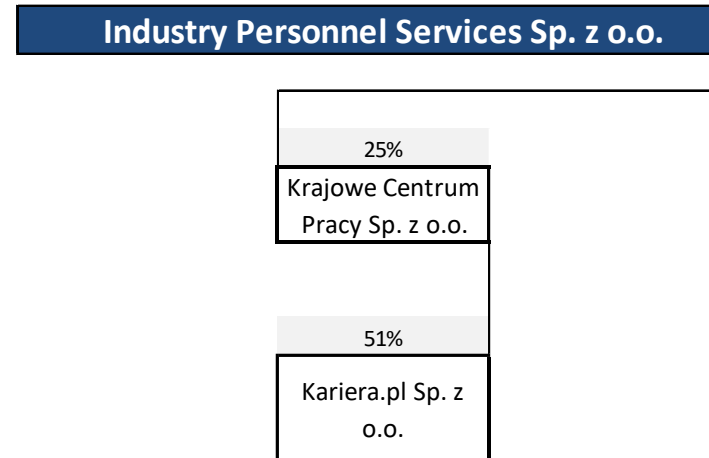 Industry Personnel Services Sp. z o.o.
25%
Krajowe Centrum
Pracy Sp. z o.o.
51%
Kariera.pl Sp. z
o.o.